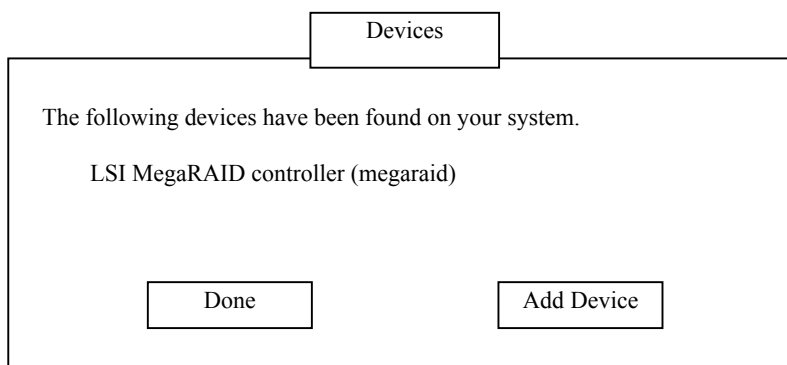 Devices
The following devices have been found on your system.
LSI MegaRAID controller (megaraid)
Done
Add Device